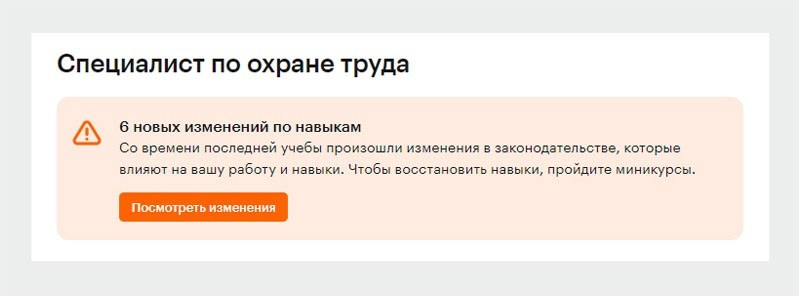 Специалист по охране труда
6 новых изменений по навыкам
Со времени последней учебы произошли изменения в законодательстве, которые
влияют на вашу работу и навыки. Чтобы восстановить навыки, пройдите миникурсы.
Посмотреть изменения